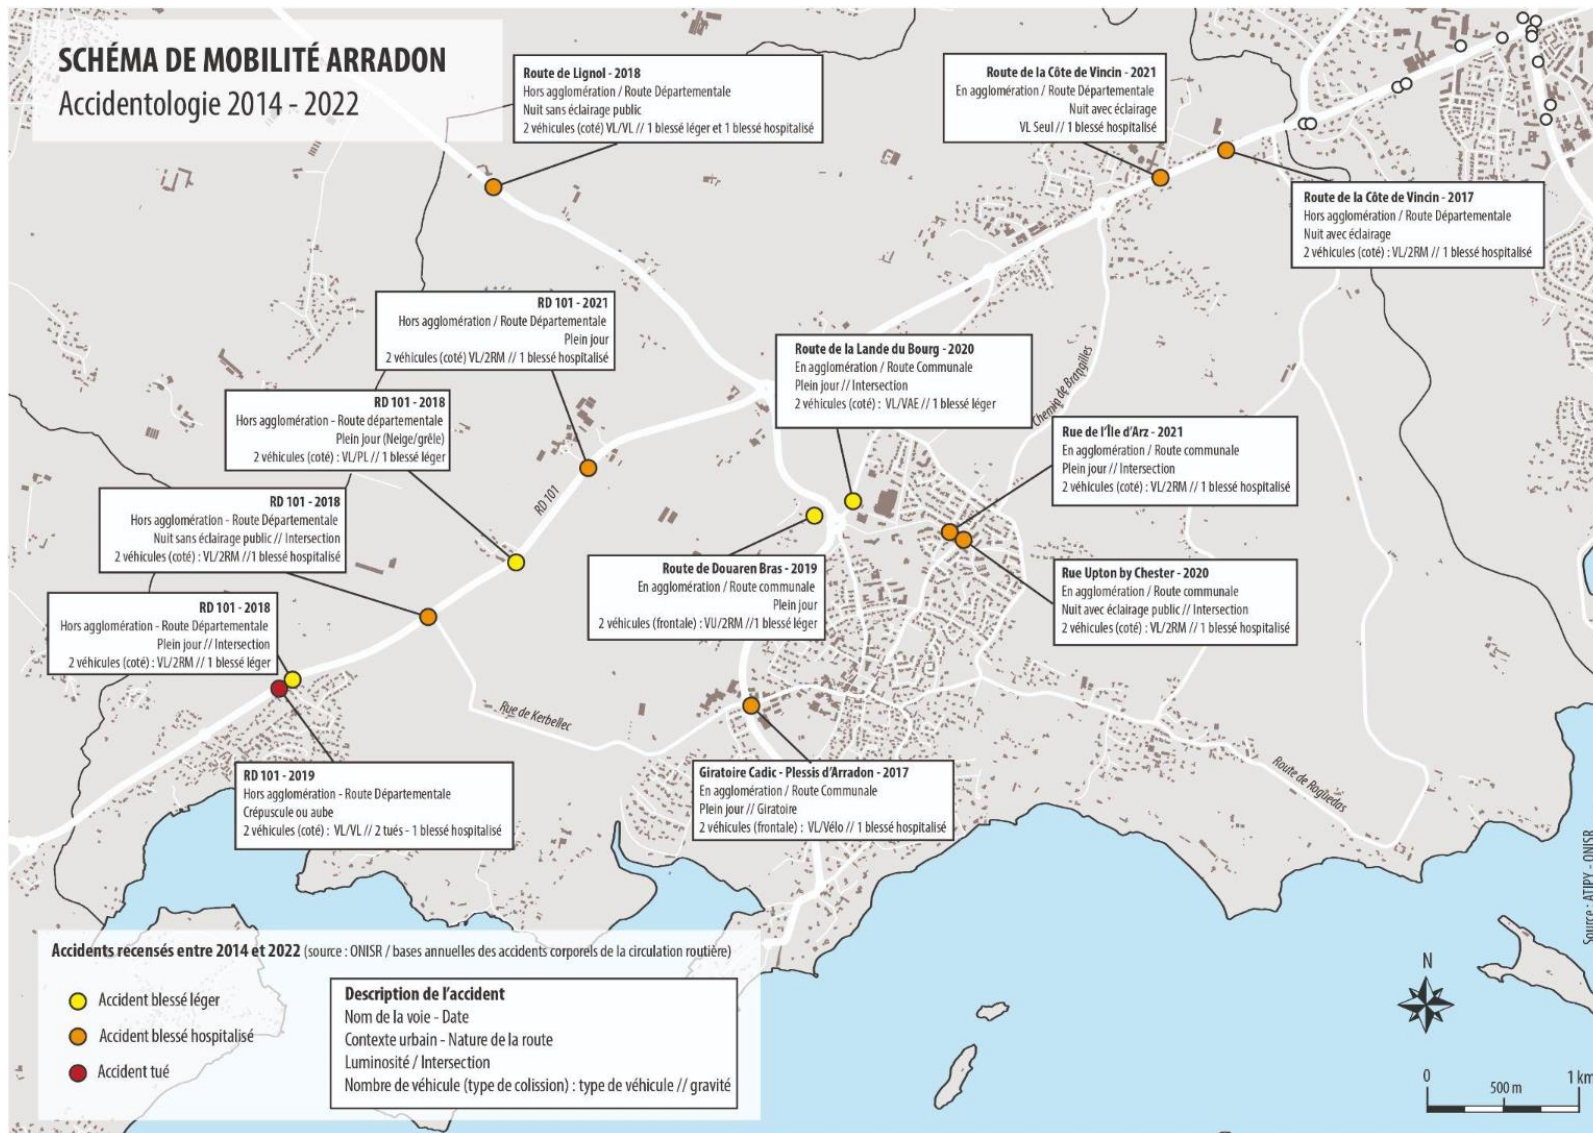 SCHÉMA DE MOBILITÉ ARRADON
Accidentologie 2014 - 2022
Route de Lignol - 2018
Hors agglomération / Route Départementale
Nuit sans éclairage public
2 véhicules (coté) VL/VL // 1 blessé léger et 1 blessé hospitalisé
Route de la Côte de Vincin - 2021
En agglomération / Route Départementale
Nuit avec éclairage
VL Seul // 1 blessé hospitalisé
Route de la Côte de Vincin - 2017
Hors agglomération / Route Départementale
Nuit avec éclairage
2 véhicules (coté) : VL/2RM // 1 blessé hospitalisé
RD 101 - 2021
Hors agglomération / Route Départementale
Plein jour
2 véhicules (coté) VL/2RM // 1 blessé hospitalisé
Route de la Lande du Bourg - 2020
En agglomération / Route Communale
Plein jour // Intersection
2 véhicules (coté) : VL/VAE // 1 blessé léger
Chemin de Brapgilles
RD 101 - 2018
Hors agglomération - Route départementale
Plein jour (Neige/grêle)
2 véhicules (coté) : VL/PL // 1 blessé léger
Rue de l'Île d'Arz - 2021
En agglomération / Route communale
Plein jour // Intersection
2 véhicules (coté) : VL/2RM // 1 blessé hospitalisé
RD 101
RD 101 - 2018
Hors agglomération - Route Départementale
Nuit sans éclairage public // Intersection
2 véhicules (coté) : VL/2RM //1 blessé hospitalisé
Route de Douaren Bras - 2019
En agglomération / Route communale
Plein jour
2 véhicules (frontale) : VU/2RM //1 blessé léger
Rue Upton by Chester - 2020
En agglomération / Route communale
Nuit avec éclairage public // Intersection
2 véhicules (coté) : VL/2RM // 1 blessé hospitalisé
RD 101 - 2018
Hors agglomération - Route Départementale
Plein jour // Intersection
2 véhicules (coté) : VL/2RM // 1 blessé léger
Rue de Kerbellec
RD 101 - 2019
Hors agglomération - Route Départementale
Crépuscule ou aube
2 véhicules (coté) : VL/VL // 2 tués - 1 blessé hospitalisé
Giratoire Cadic - Plessis d'Arradon - 2017
En agglomération / Route Communale
Plein jour // Giratoire
2 véhicules (frontale) : VL/Vélo // 1 blessé hospitalisé
Route de Roguedas
Source : ATIPY, ONISR
Accidents recensés entre 2014 et 2022 (source : ONISR / bases annuelles des accidents corporels de la circulation routière)
Accident blessé léger
Accident blessé hospitalisé
Accident tué
Description de l'accident
Nom de la voie - Date
Contexte urbain - Nature de la route
Luminosité / Intersection
Nombre de véhicule (type de colission) : type de véhicule // gravité
N
0
500 m
1 km